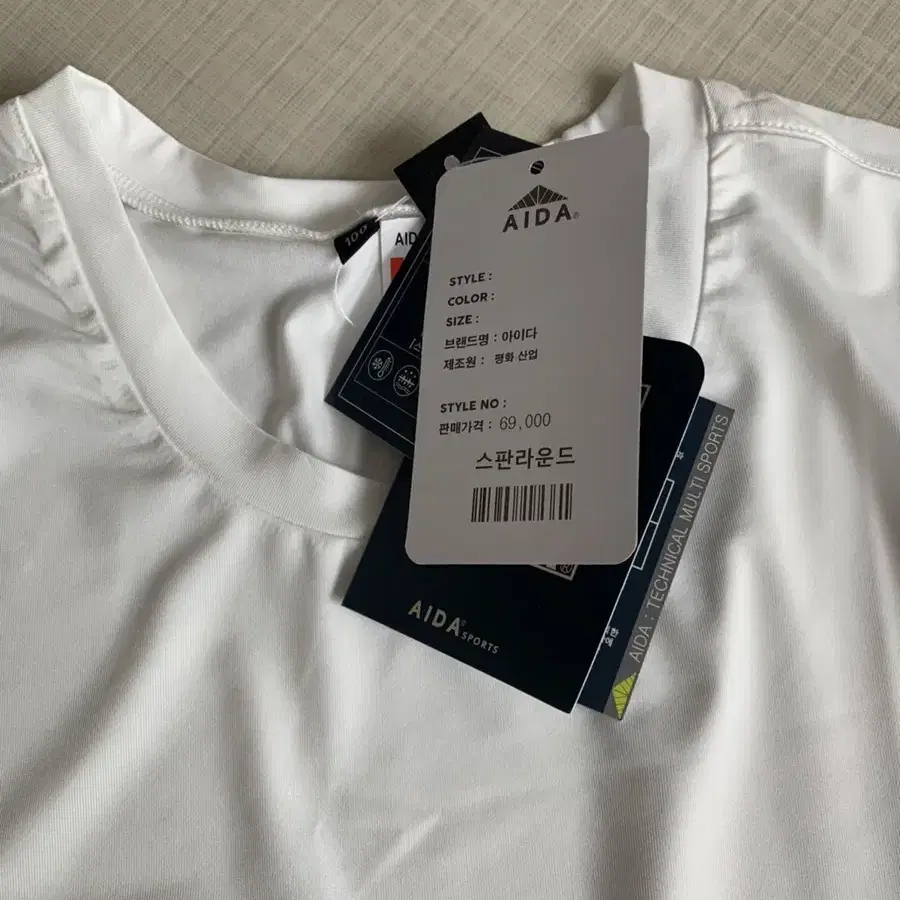 AIDA®
STYLE :
COLOR :
SIZE :
브랜드명 : 아이다
제조원 : 평화 산업
STYLE NO :
판매가격 : 69,000
스판라운드
100
AID
AIDA® SPORTS
AIDA : TECHNICAL MULTI SPORTS